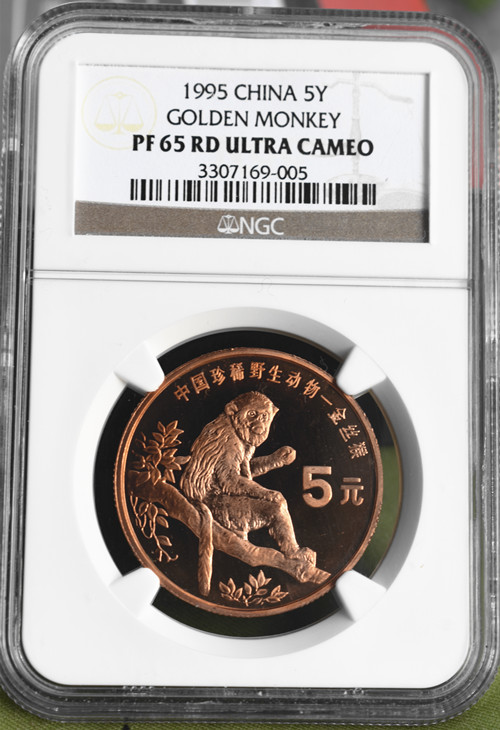 1995 CHINA 5Y
GOLDEN MONKEY
PF 65 RD ULTRA CAMEO
3307169-005
NGC
中国珍稀野生动物—金丝猴
5元